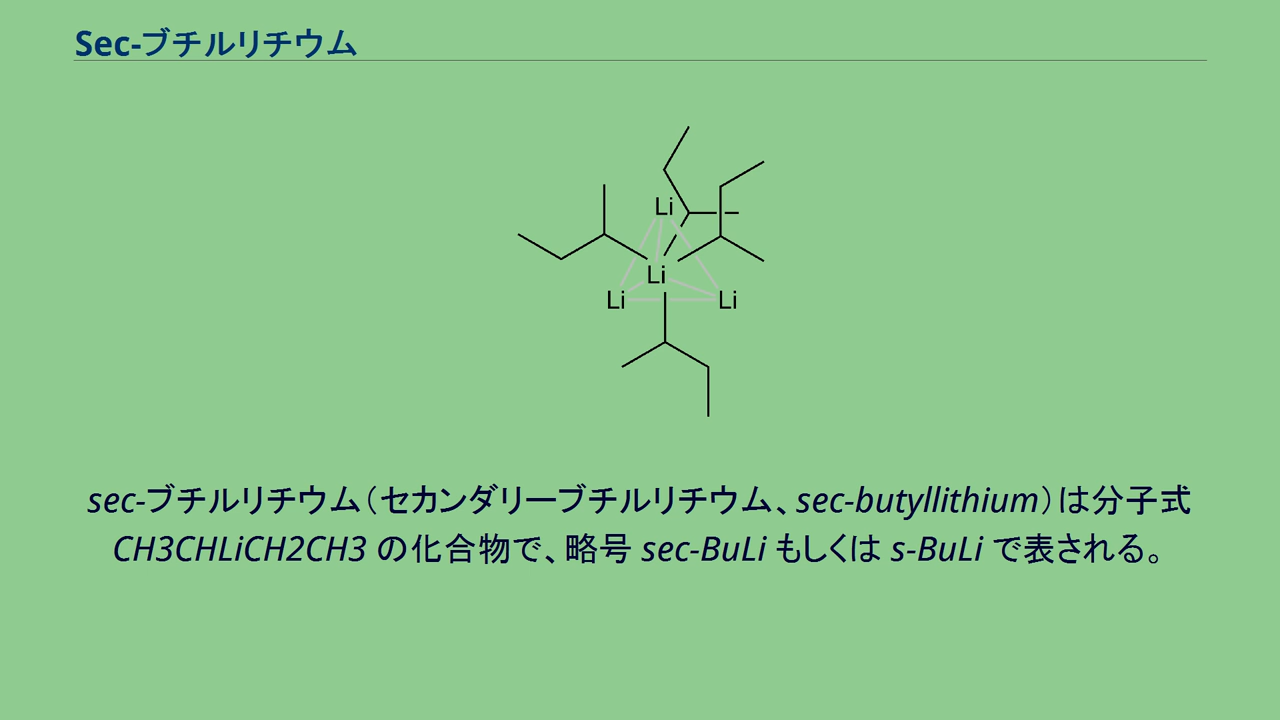 Sec-ブチルリチウム
Li
Li
Li
Li
sec-ブチルリチウム（セカンダリーブチルリチウム、sec-butyllithium）は分子式
CH3CHLiCH2CH3 の化合物で、略号 sec-BuLi もしくは s-BuLi で表される。